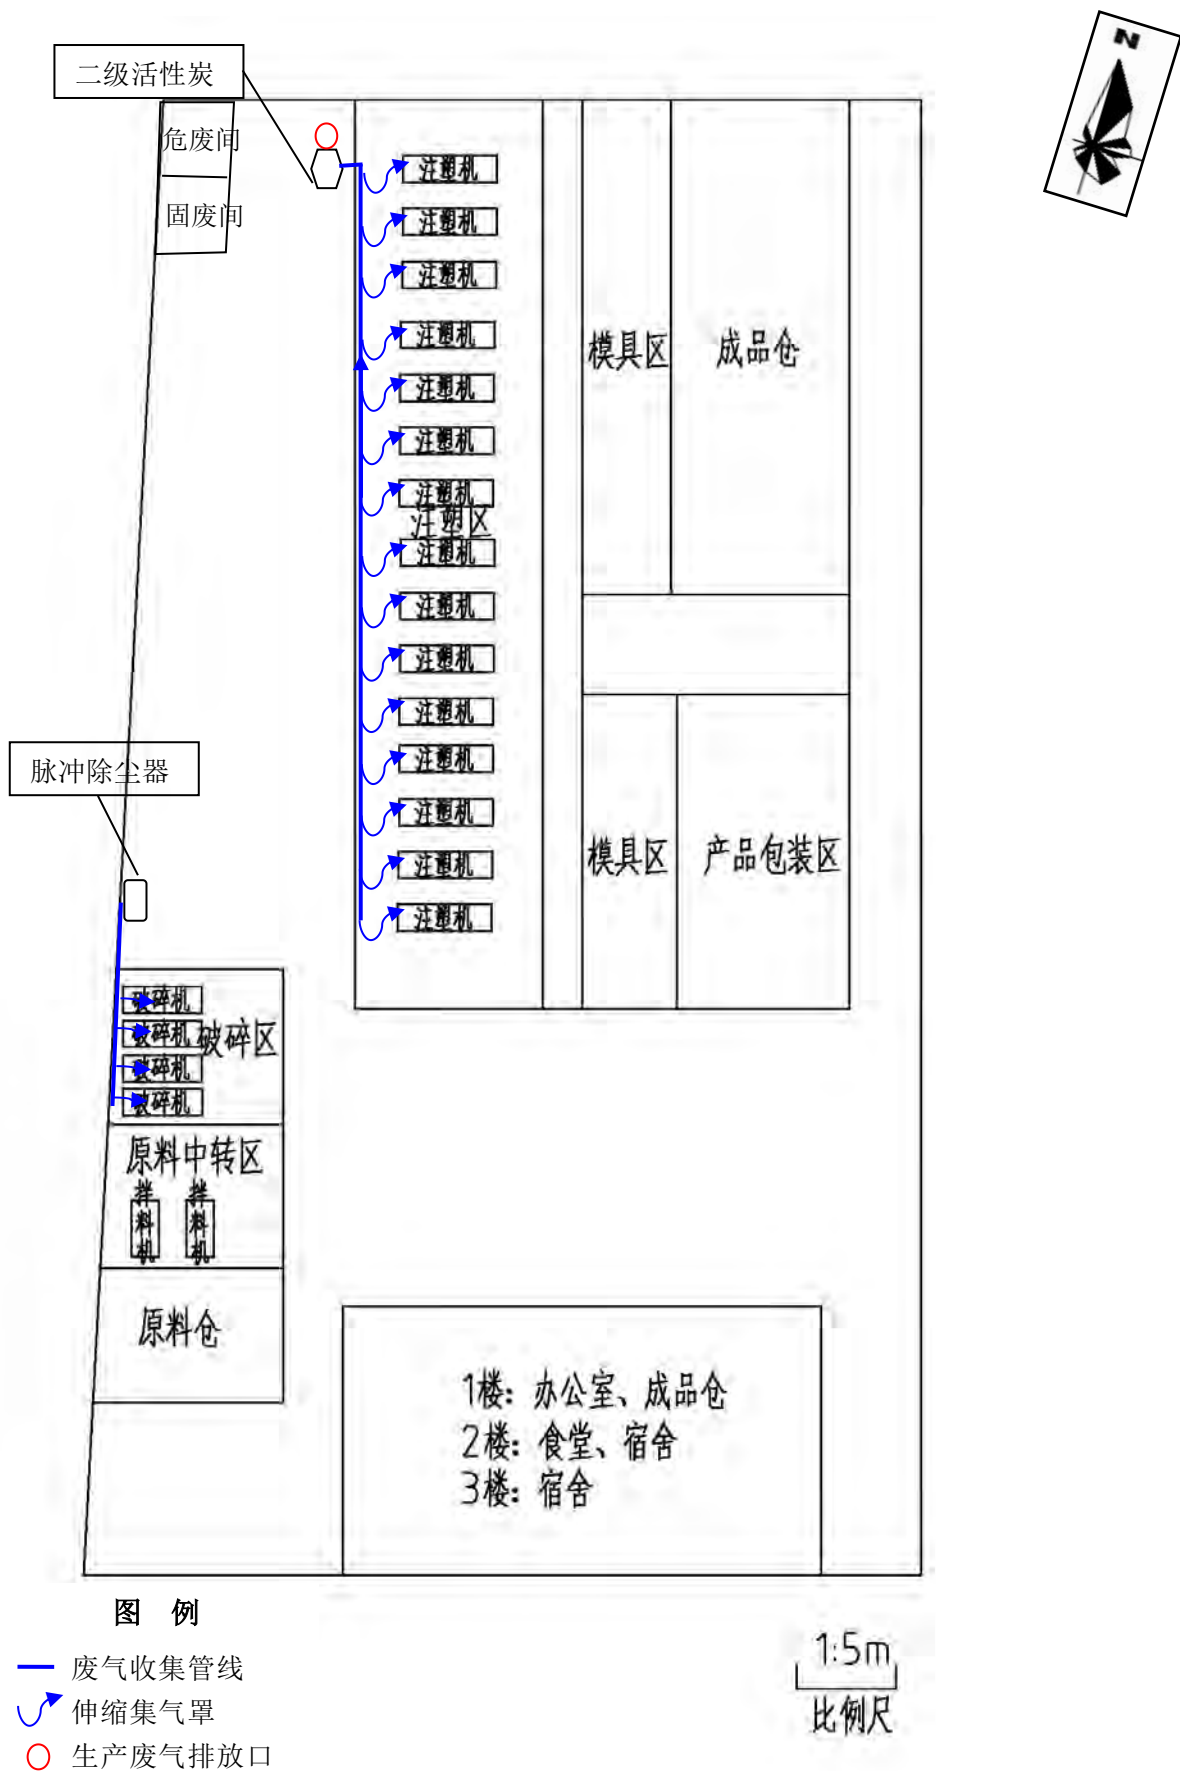 N
二级活性炭
危废间
固废间
注塑机
注塑机
注塑机
注塑机
注塑机
注塑机
注塑机
注塑区
注塑机
注塑机
注塑机
注塑机
注塑机
注塑机
注塑机
注塑机
模具区
成品仓
模具区
产品包装区
脉冲除尘器
破碎机
破碎机
破碎机
破碎机
破碎区
原料中转区
拌料机
拌料机
原料仓
1楼：办公室、成品仓
2楼：食堂、宿舍
3楼：宿舍
图 例
废气收集管线
伸缩集气罩
生产废气排放口
1:5m
比例尺